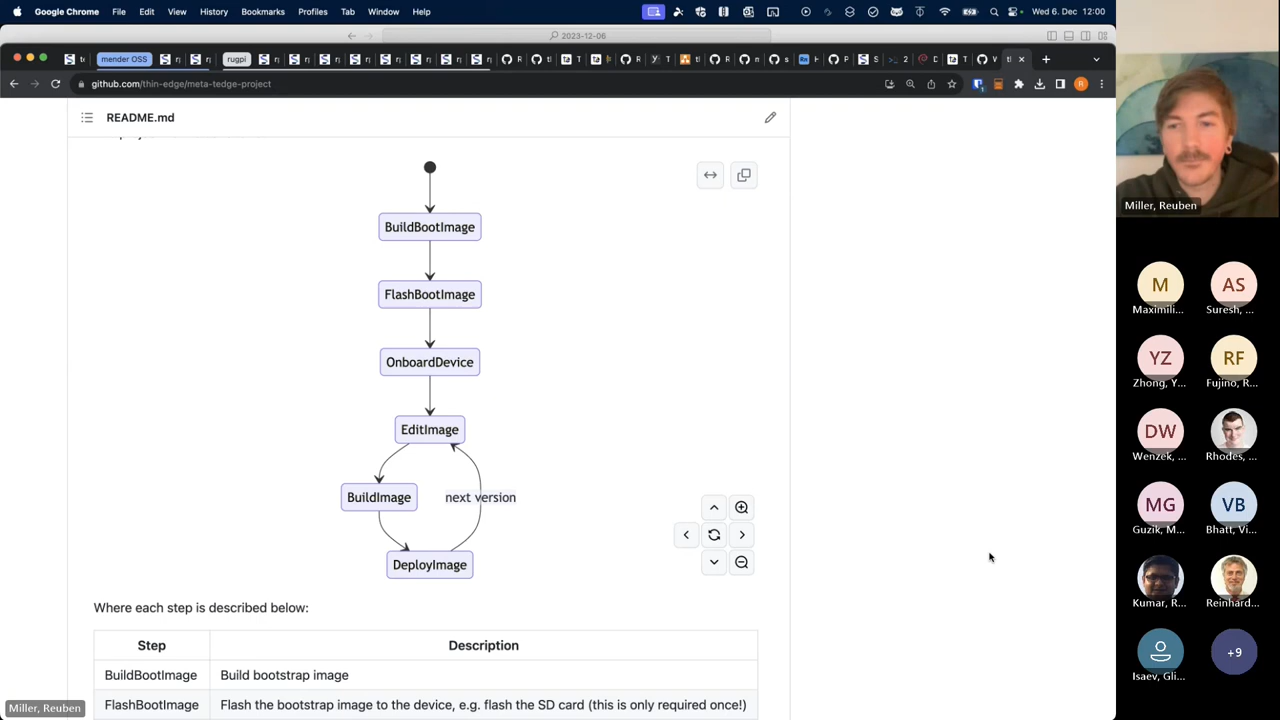 Google Chrome File Edit View History Bookmarks Profiles Tab Window Help Wed 6. Dec 12:00
2023-12-06
mender OSS rugpi
github.com/thin-edge/meta-tedge-project
README.md
BuildBootImage
FlashBootImage
OnboardDevice
EditImage
BuildImage next version
DeployImage
Where each step is described below:
Step Description
BuildBootImage Build bootstrap image
FlashBootImage Flash the bootstrap image to the device, e.g. flash the SD card (this is only required once!)
Miller, Reuben
Miller, Reuben
M AS
Maximili... Suresh, ...
YZ RF
Zhong, Y... Fujino, R...
DW
Wenzek, ... Rhodes, ...
MG VB
Guzik, M... Bhatt, Vi...
Kumar, R... Reinhard...
+9
Isaev, Gli...